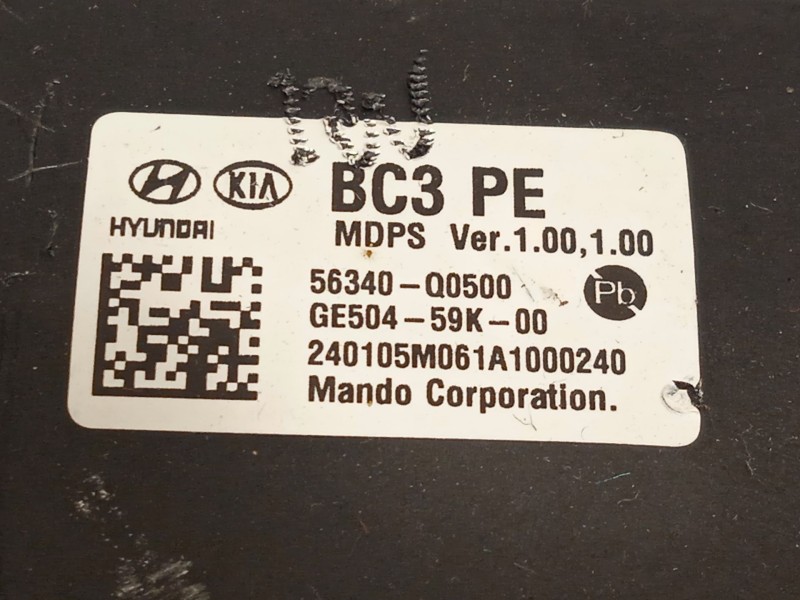 BC3 PE
KIA
HYUNDAI
MDPS Ver.1.00,1.00
56340-Q0500
Pb
GE504-59K-00
240105M061A1000240
Mando Corporation.